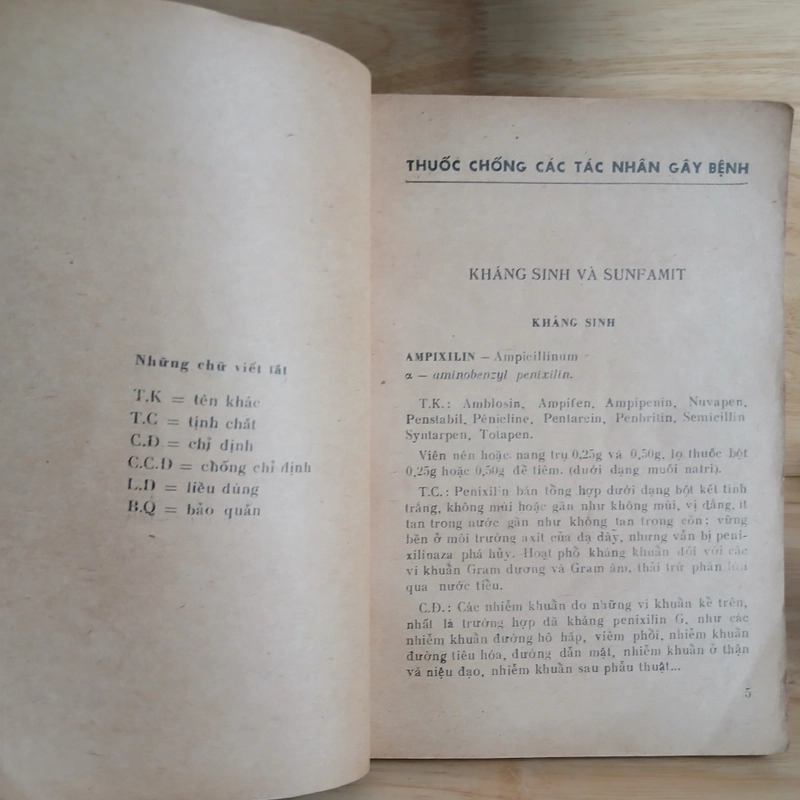 Những chữ viết tắt
T.K = tên khác
T.C = tính chất
C.Đ = chỉ định
C.C.Đ = chống chỉ định
L.D = liều dùng
B.Q = bảo quản
THUỐC CHỐNG CÁC TÁC NHÂN GÂY BỆNH
KHÁNG SINH VÀ SUNFAMIT
KHÁNG SINH
AMPIXILIN – Ampicillinum
α – aminobenzyl penixilin.
T.K.: Amblosin, Ampifen, Ampipenin, Nuvapen,
Penstabil, Pénicline, Pentarcin, Penbritin, Semicillin
Syntarpen, Totapen.
Viên nén hoặc nang trụ 0,25g và 0,50g, lọ thuốc bột
0,25g hoặc 0,50g để tiêm. (dưới dạng muối natri).
T.C.: Penixilin bán tổng hợp dưới dạng bột kết tinh
trắng, không mùi hoặc gần như không mùi, vị đắng, ít
tan trong nước gần như không tan trong cồn; vững
bền ở môi trường axit của dạ dầy, nhưng vẫn bị peni-
xilinaza phá hủy. Hoạt phổ kháng khuẩn đối với các
vi khuẩn Gram dương và Gram âm, thải trừ phần lớn
qua nước tiểu.
C.Đ.: Các nhiễm khuẩn do những vi khuẩn kể trên,
nhất là trường hợp đã kháng penixilin G, như các
nhiễm khuẩn đường hô hấp, viêm phổi, nhiễm khuẩn
đường tiêu hóa, đường dẫn mật, nhiễm khuẩn ở thận
và niệu đạo, nhiễm khuẩn sau phẫu thuật...
5